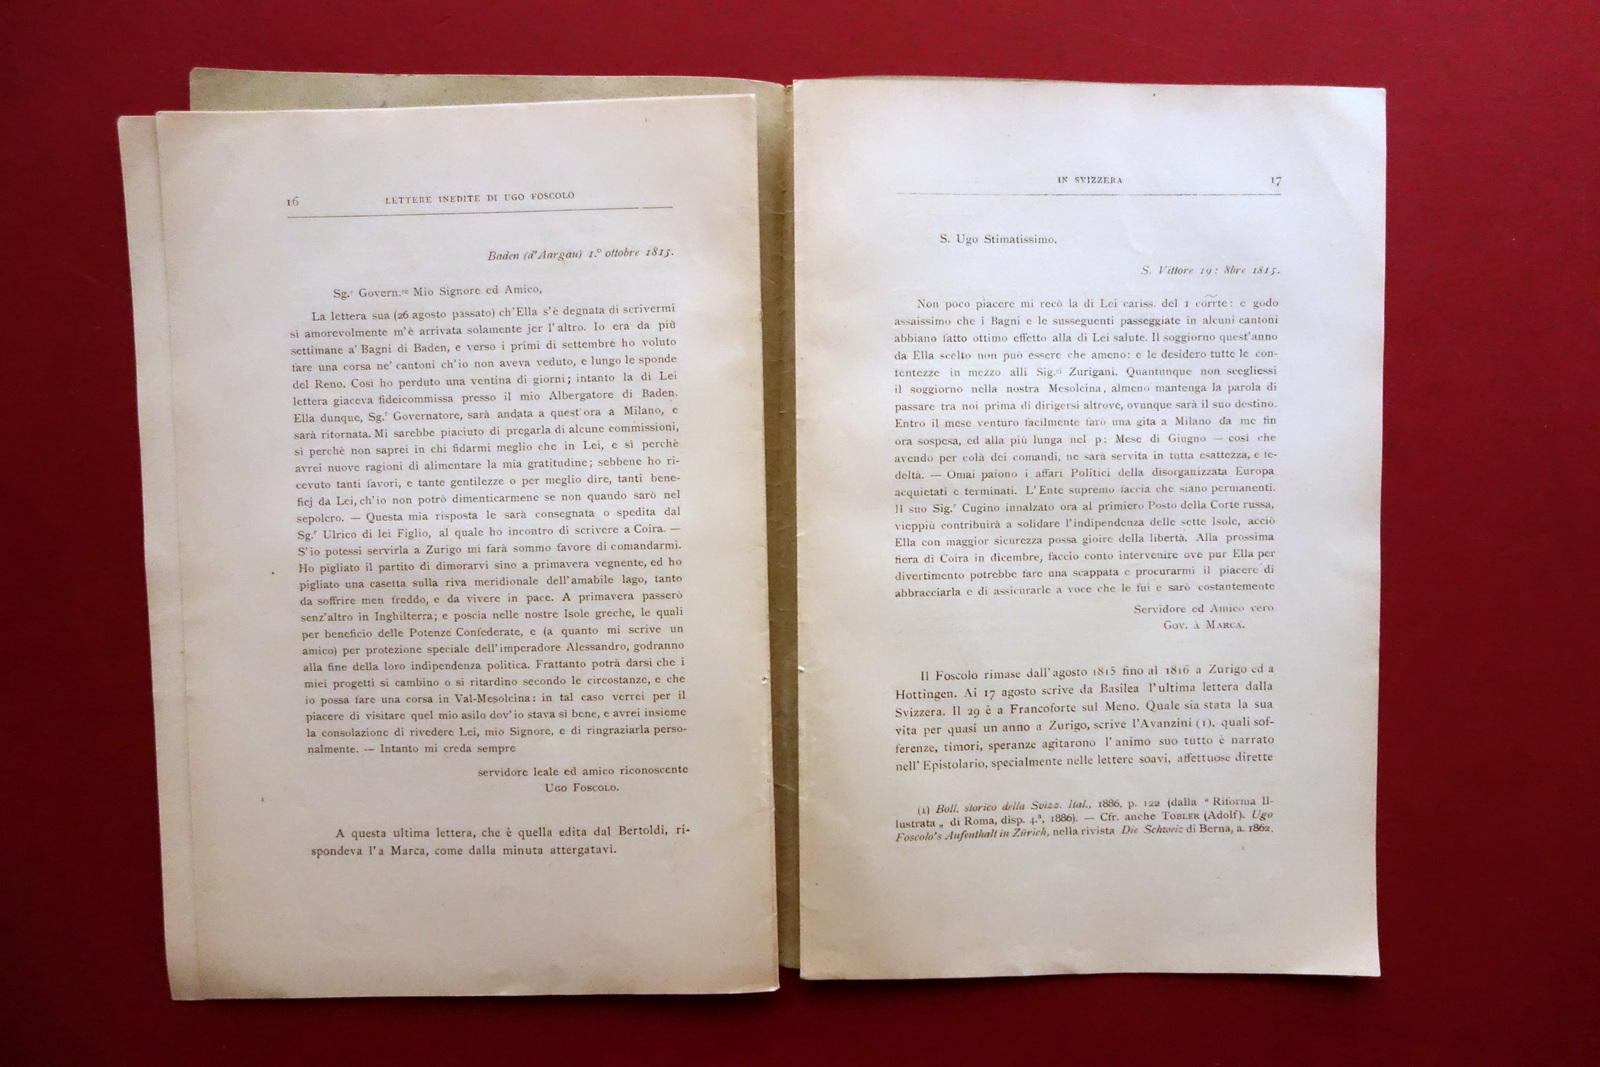 16 LETTERE INEDITE DI UGO FOSCOLO
Baden (d'Aargau) 1.º ottobre 1815.
Sg.r Govern.re Mio Signore ed Amico,
La lettera sua (26 agosto passato) ch'Ella s'è degnata di scrivermi
sì amorevolmente m'è arrivata solamente jer l'altro. Io era da più
settimane a' Bagni di Baden, e verso i primi di settembre ho voluto
fare una corsa ne' cantoni ch'io non aveva veduto, e lungo le sponde
del Reno. Così ho perduto una ventina di giorni; intanto la di Lei
lettera giaceva fideicommissa presso il mio Albergatore di Baden.
Ella dunque, Sg.r Governatore, sarà andata a quest'ora a Milano, e
sarà ritornata. Mi sarebbe piaciuto di pregarla di alcune commissioni,
sì perchè non saprei in chi fidarmi meglio che in Lei, e sì perchè
avrei nuove ragioni di alimentare la mia gratitudine; sebbene ho ri-
cevuto tanti favori, e tante gentilezze o per meglio dire, tanti bene-
ficj da Lei, ch'io non potrò dimenticarmene se non quando sarò nel
sepolcro. — Questa mia risposta le sarà consegnata o spedita dal
Sg.r Ulrico di lei Figlio, al quale ho incontro di scrivere a Coira. —
S'io potessi servirla a Zurigo mi farà sommo favore di comandarmi.
Ho pigliato il partito di dimorarvi sino a primavera vegnente, ed ho
pigliato una casetta sulla riva meridionale dell'amabile lago, tanto
da soffrire men freddo, e da vivere in pace. A primavera passerò
senz'altro in Inghilterra; e poscia nelle nostre Isole greche, le quali
per beneficio delle Potenze Confederate, e (a quanto mi scrive un
amico) per protezione speciale dell'imperadore Alessandro, godranno
alla fine della loro indipendenza politica. Frattanto potrà darsi che i
miei progetti si cambino o si ritardino secondo le circostanze, e che
io possa fare una corsa in Val-Mesolcina: in tal caso verrei per il
piacere di visitare quel mio asilo dov'io stava sì bene, e avrei insieme
la consolazione di rivedere Lei, mio Signore, e di ringraziarla perso-
nalmente. — Intanto mi creda sempre
servidore leale ed amico riconoscente
UGO FOSCOLO.
A questa ultima lettera, che è quella edita dal Bertoldi, ri-
spondeva l'a Marca, come dalla minuta attergatavi.
IN SVIZZERA 17
S. Ugo Stimatissimo.
S. Vittore 19: 8bre 1815.
Non poco piacere mi recò la di Lei cariss. del 1 corrte: e godo
assaissimo che i Bagni e le susseguenti passeggiate in alcuni cantoni
abbiano fatto ottimo effetto alla di Lei salute. Il soggiorno quest'anno
da Ella scelto non può essere che ameno: e le desidero tutte le con-
tentezze in mezzo alli Sig.ri Zurigani. Quantunque non scegliessi
il soggiorno nella nostra Mesolcina, almeno mantenga la parola di
passare tra noi prima di dirigersi altrove, ovunque sarà il suo destino.
Entro il mese venturo facilmente farò una gita a Milano da me fin
ora sospesa, ed alla più lunga nel p: Mese di Giugno — così che
avendo per colà dei comandi, ne sarà servita in tutta esattezza, e fe-
deltà. — Omai paiono i affari Politici della disorganizzata Europa
acquietati e terminati. L'Ente supremo faccia che siano permanenti.
Il suo Sig.r Cugino innalzato ora al primiero Posto della Corte russa,
vieppiù contribuirà a solidare l'indipendenza delle sette Isole, acciò
Ella con maggior sicurezza possa gioire della libertà. Alla prossima
fiera di Coira in dicembre, faccio conto intervenire ove pur Ella per
divertimento potrebbe fare una scappata e procurarmi il piacere di
abbracciarla e di assicurarle a voce che le fui e sarò costantemente
Servidore ed Amico vero
GOV. A MARCA.
Il Foscolo rimase dall'agosto 1815 fino al 1816 a Zurigo ed a
Hottingen. Ai 17 agosto scrive da Basilea l'ultima lettera dalla
Svizzera. Il 29 è a Francoforte sul Meno. Quale sia stata la sua
vita per quasi un anno a Zurigo, scrive l'Avanzini (1), quali sof-
ferenze, timori, speranze agitarono l'animo suo tutto è narrato
nell'Epistolario, specialmente nelle lettere soavi, affettuose dirette
(1) Boll. storico della Svizz. Ital., 1886, p. 122 (dalla " Riforma Il-
lustrata „ di Roma, disp. 4.ª, 1886). — Cfr. anche TOBLER (Adolf). Ugo
Foscolo's Aufenthalt in Zürich, nella rivista Die Schweiz di Berna, a. 1862.